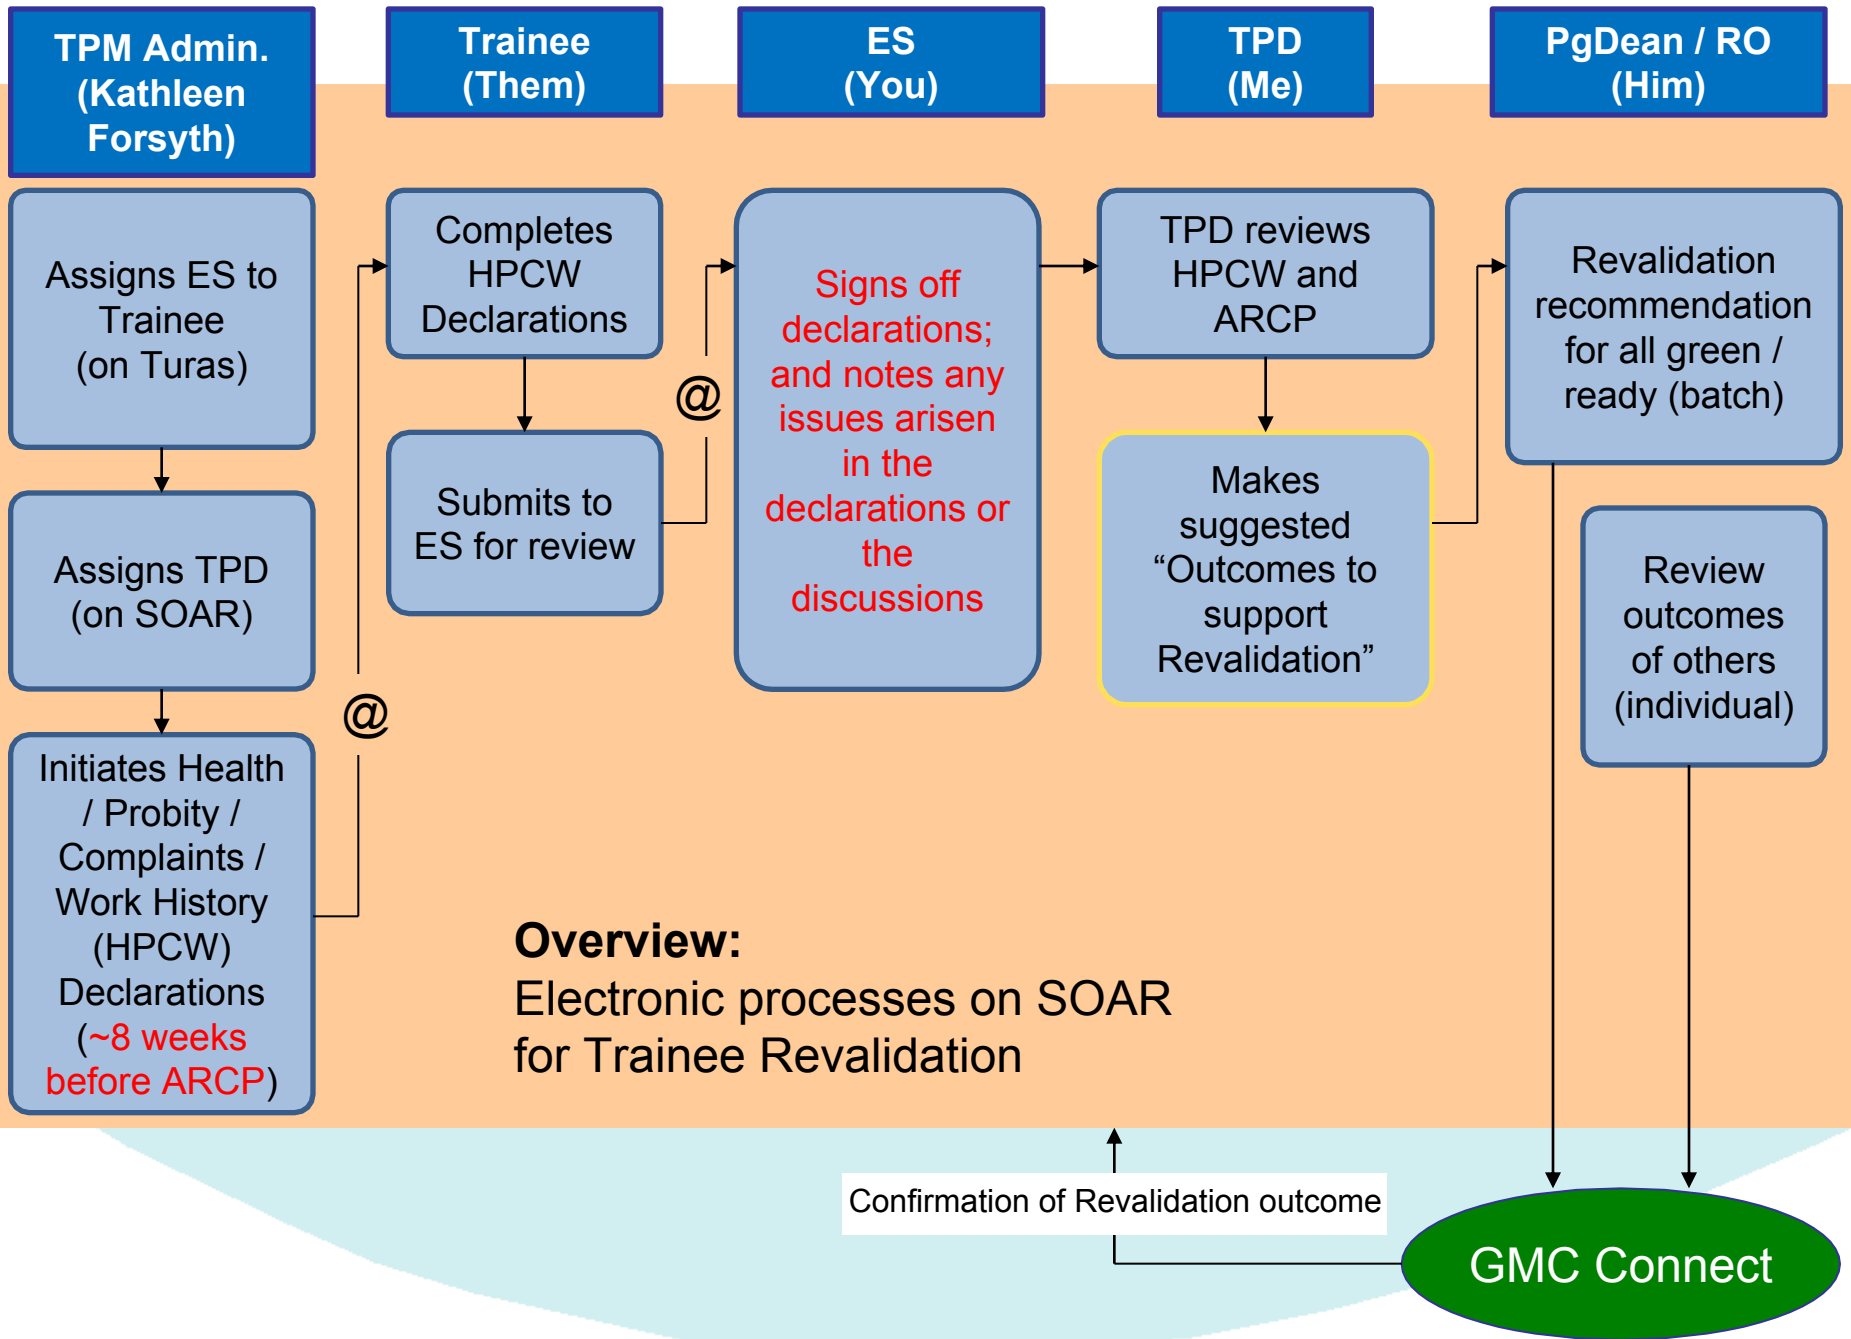 TPM Admin.
(Kathleen
Forsyth)
Trainee
(Them)
ES
(You)
TPD
(Me)
PgDean / RO
(Him)
Assigns ES to
Trainee
(on Turas)
Assigns TPD
(on SOAR)
Initiates Health
/ Probity /
Complaints /
Work History
(HPCW)
Declarations
(~8 weeks
before ARCP)
@
Completes
HPCW
Declarations
Submits to
ES for review
@
Signs off
declarations;
and notes any
issues arisen
in the
declarations or
the
discussions
TPD reviews
HPCW and
ARCP
Makes
suggested
“Outcomes to
support
Revalidation”
Revalidation
recommendation
for all green /
ready (batch)
Review
outcomes
of others
(individual)
Overview:
Electronic processes on SOAR
for Trainee Revalidation
Confirmation of Revalidation outcome
GMC Connect